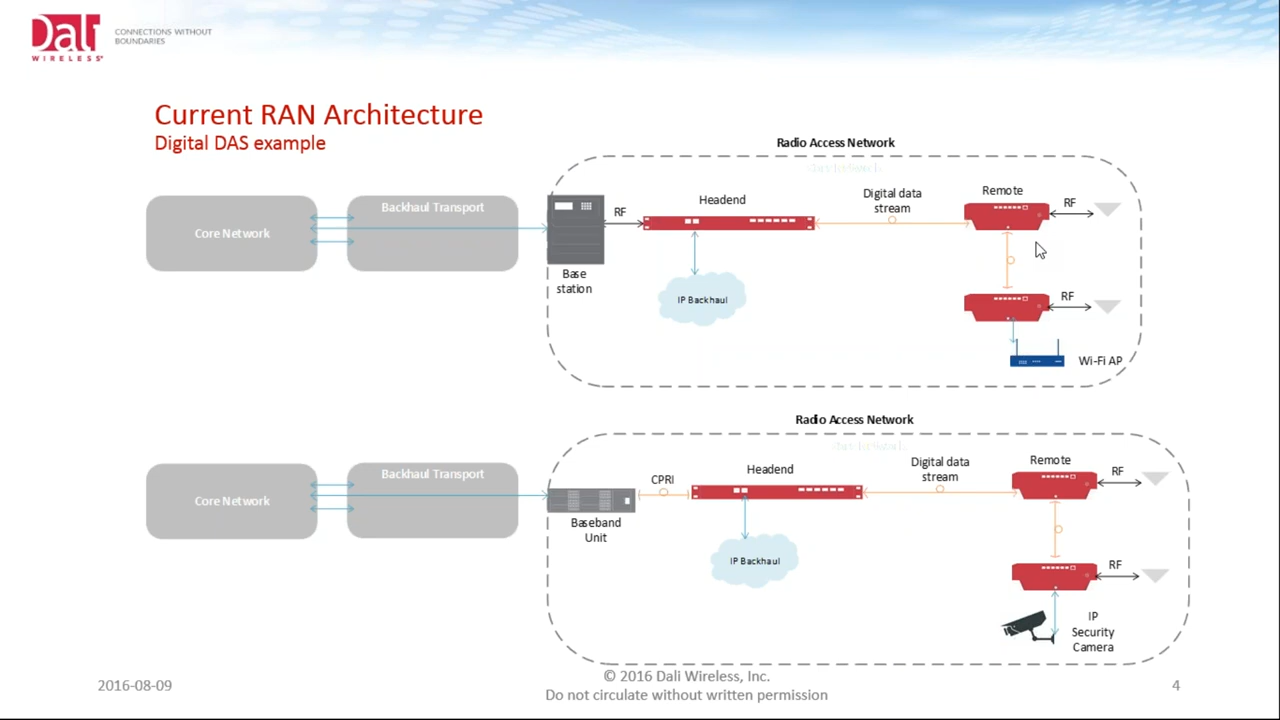 Dali
WIRELESS
CONNECTIONS WITHOUT
BOUNDARIES
Current RAN Architecture
Digital DAS example
Radio Access Network
Core Network
Backhaul Transport
Base
station
RF
Headend
IP Backhaul
Digital data
stream
Remote
RF
RF
Wi-Fi AP
Radio Access Network
Core Network
Backhaul Transport
Baseband
Unit
CPRI
Headend
IP Backhaul
Digital data
stream
Remote
RF
RF
IP
Security
Camera
2016-08-09
© 2016 Dali Wireless, Inc.
Do not circulate without written permission
4